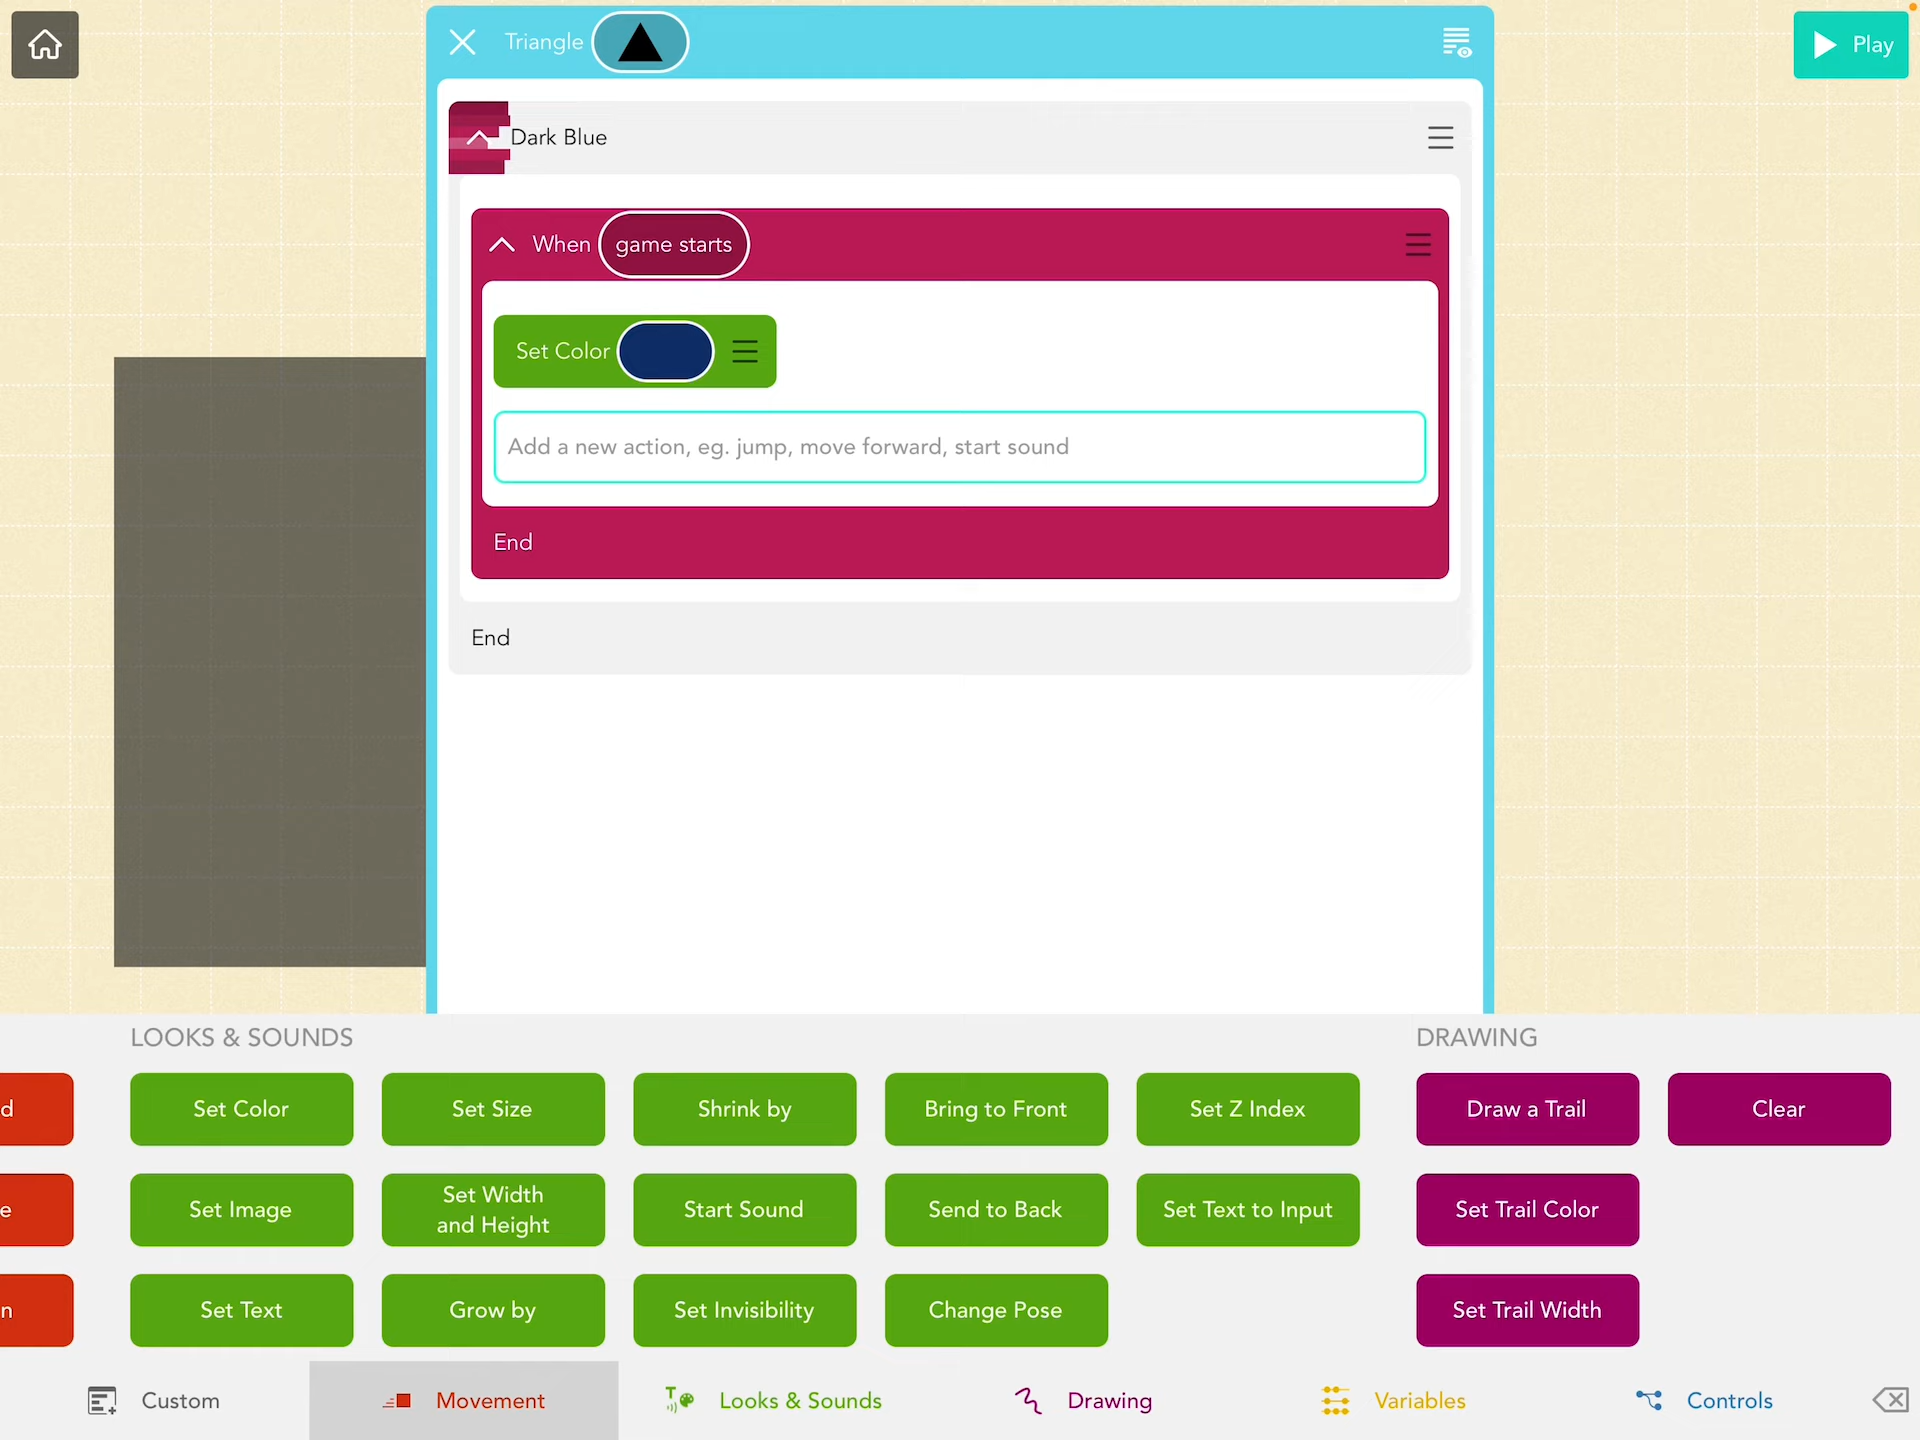 Triangle
Play
Dark Blue
When game starts
Set Color
Add a new action, eg. jump, move forward, start sound
End
End
LOOKS & SOUNDS
DRAWING
d
Set Color
Set Size
Shrink by
Bring to Front
Set Z Index
Draw a Trail
Clear
e
Set Image
Set Width
and Height
Start Sound
Send to Back
Set Text to Input
Set Trail Color
n
Set Text
Grow by
Set Invisibility
Change Pose
Set Trail Width
Custom
Movement
Looks & Sounds
Drawing
Variables
Controls